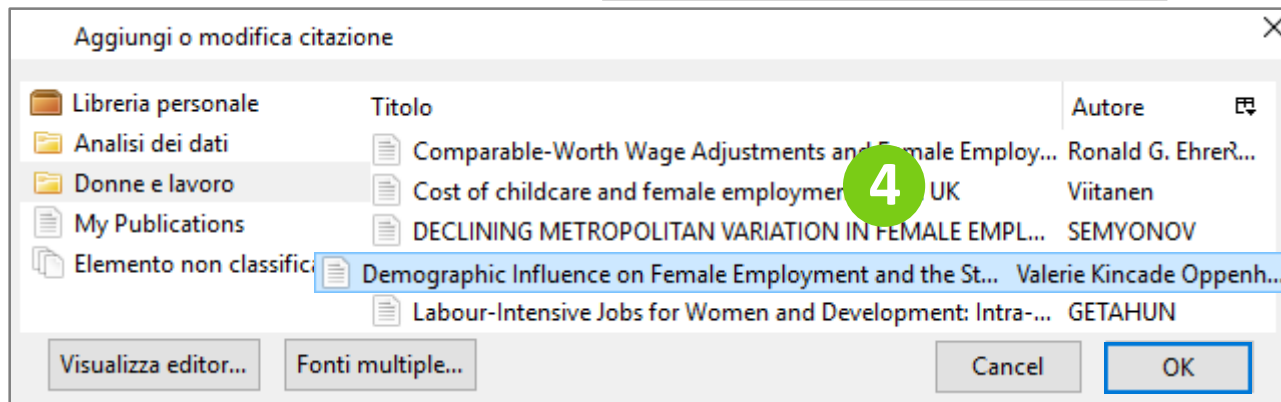 Aggiungi o modifica citazione
Libreria personale
Analisi dei dati
Donne e lavoro
My Publications
Elemento non classifica
Titolo Autore
Comparable-Worth Wage Adjustments and Female Employ... Ronald G. EhreR...
Cost of childcare and female employmen UK Viitanen
4
DECLINING METROPOLITAN VARIATION IN FEMALE EMPL... SEMYONOV
Demographic Influence on Female Employment and the St... Valerie Kincade Oppenh...
Labour-Intensive Jobs for Women and Development: Intra-... GETAHUN
Visualizza editor... Fonti multiple... Cancel OK